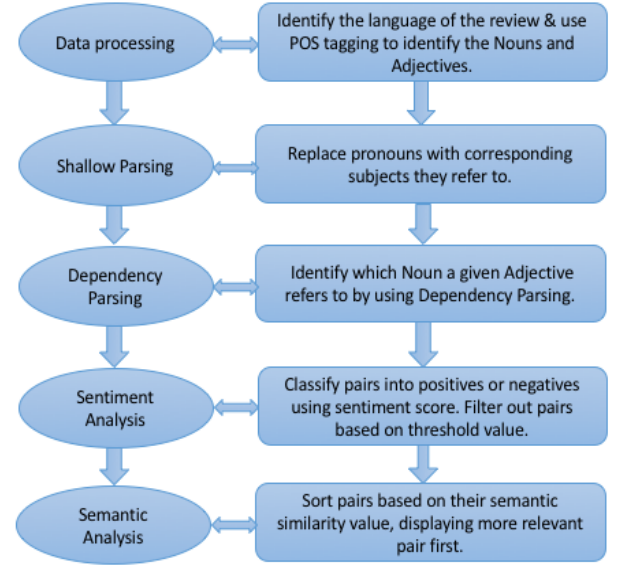 Data processing
Identify the language of the review & use
POS tagging to identify the Nouns and
Adjectives.
Shallow Parsing
Replace pronouns with corresponding
subjects they refer to.
Dependency
Parsing
Identify which Noun a given Adjective
refers to by using Dependency Parsing.
Sentiment
Analysis
Classify pairs into positives or negatives
using sentiment score. Filter out pairs
based on threshold value.
Semantic
Analysis
Sort pairs based on their semantic
similarity value, displaying more relevant
pair first.